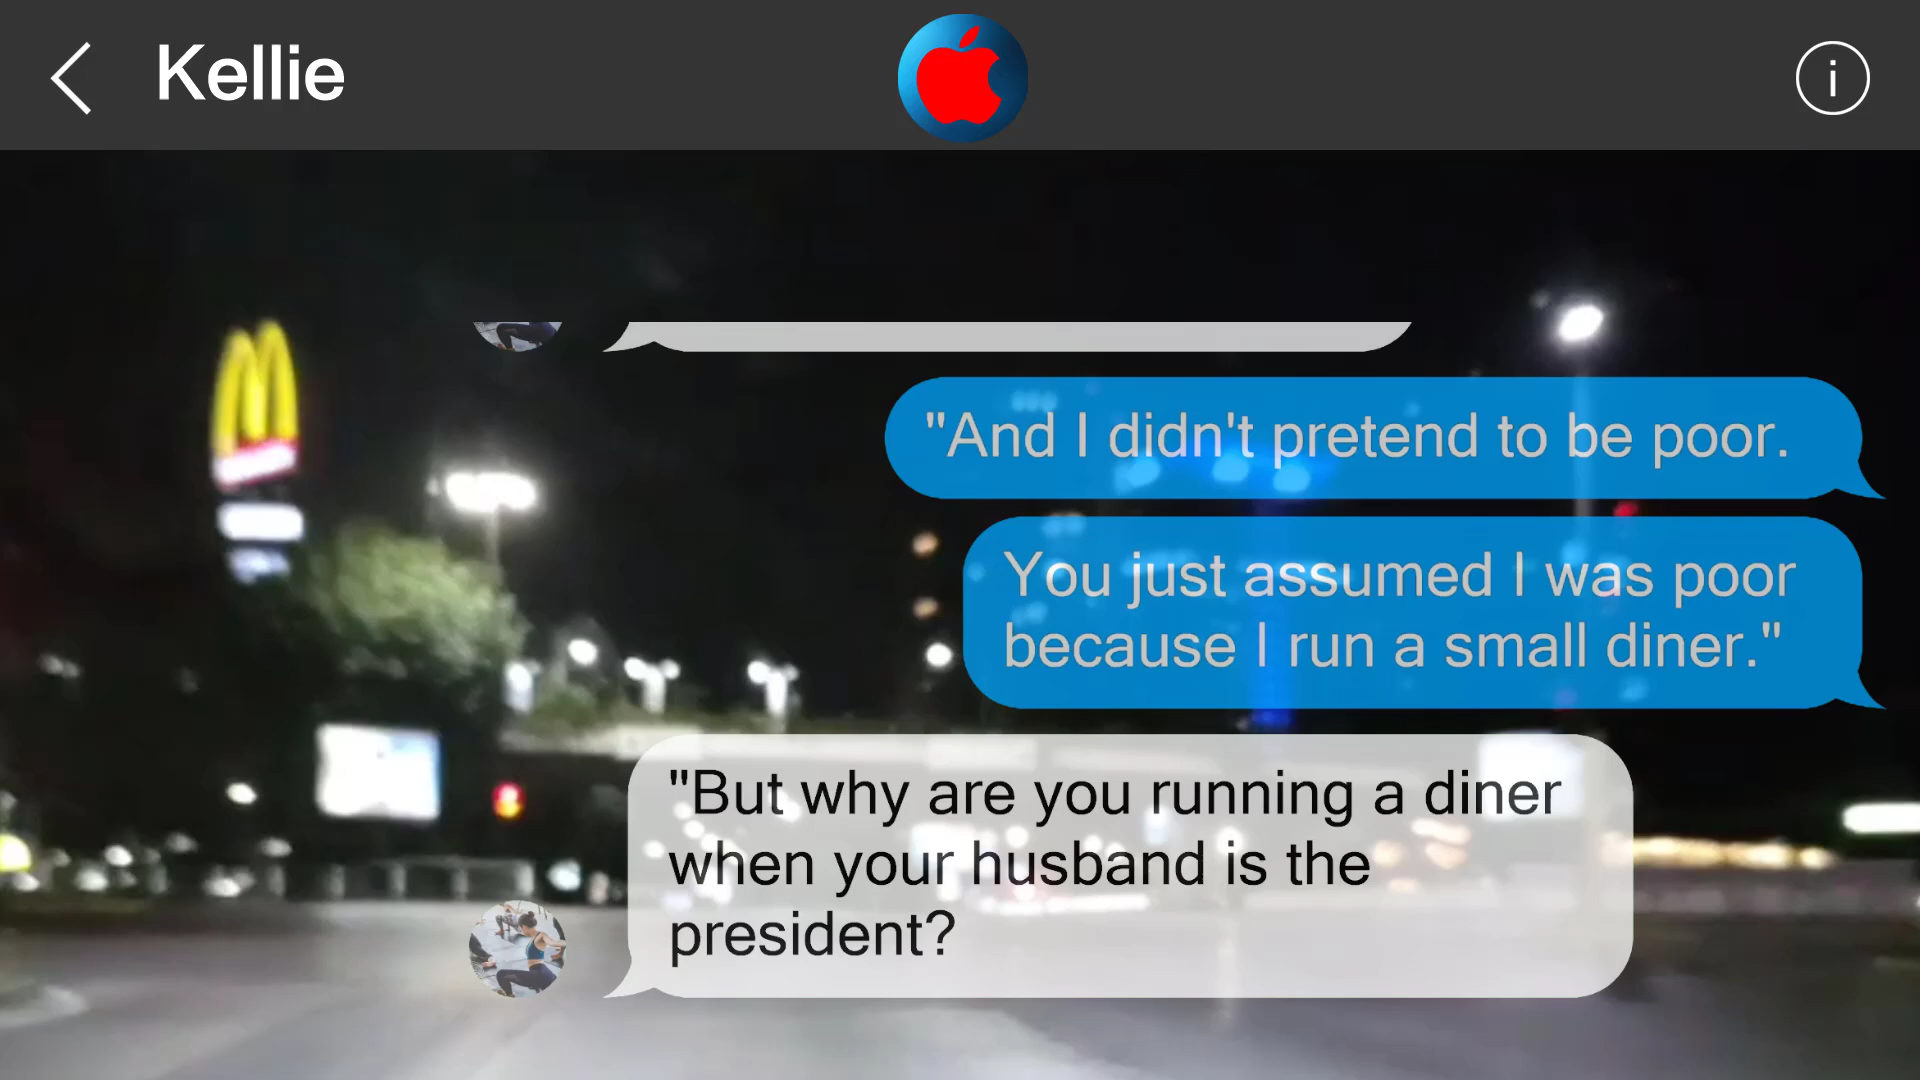 Kellie
i
"And I didn't pretend to be poor.
You just assumed I was poor
because I run a small diner."
"But why are you running a diner
when your husband is the
president?